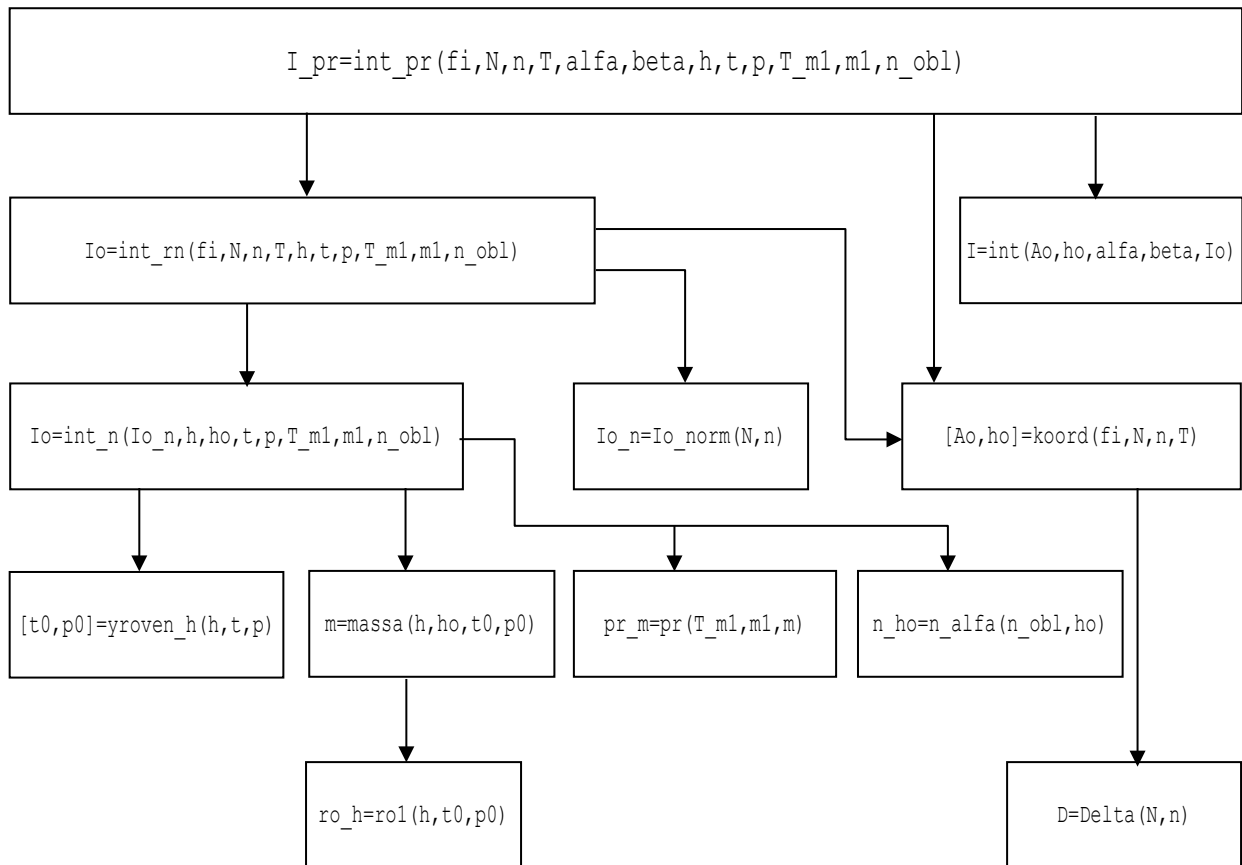 I_pr=int_pr(fi,N,n,T,alfa,beta,h,t,p,T_m1,m1,n_obl)
Io=int_rn(fi,N,n,T,h,t,p,T_m1,m1,n_obl)
I=int(Ao,ho,alfa,beta,Io)
Io=int_n(Io_n,h,ho,t,p,T_m1,m1,n_obl)
Io_n=Io_norm(N,n)
[Ao,ho]=koord(fi,N,n,T)
[t0,p0]=yroven_h(h,t,p)
m=massa(h,ho,t0,p0)
pr_m=pr(T_m1,m1,m)
n_ho=n_alfa(n_obl,ho)
ro_h=ro1(h,t0,p0)
D=Delta(N,n)